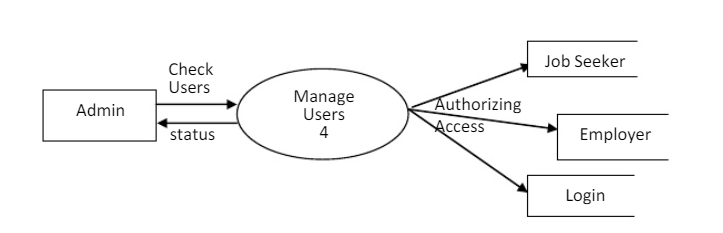 Admin
Check
Users
status
Manage
Users
4
Authorizing
Access
Job Seeker
Employer
Login